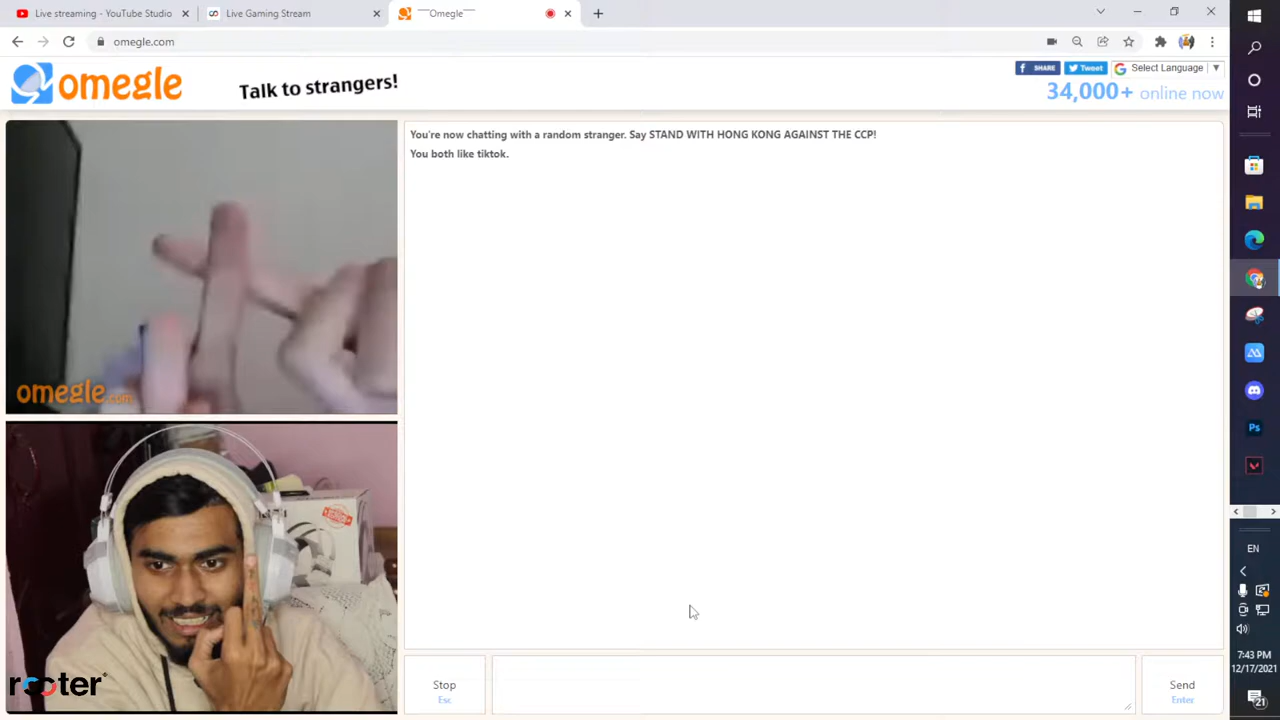 Live streaming - YouTube Studio
Live Gaming Stream
Omegle
omegle.com
omegle Talk to strangers!
SHARE Tweet Select Language
34,000+ online now
You're now chatting with a random stranger. Say STAND WITH HONG KONG AGAINST THE CCP!
You both like tiktok.
omegle.com
rooter
Stop
Esc
Send
Enter
Ps
EN
7:43 PM
12/17/2021
21